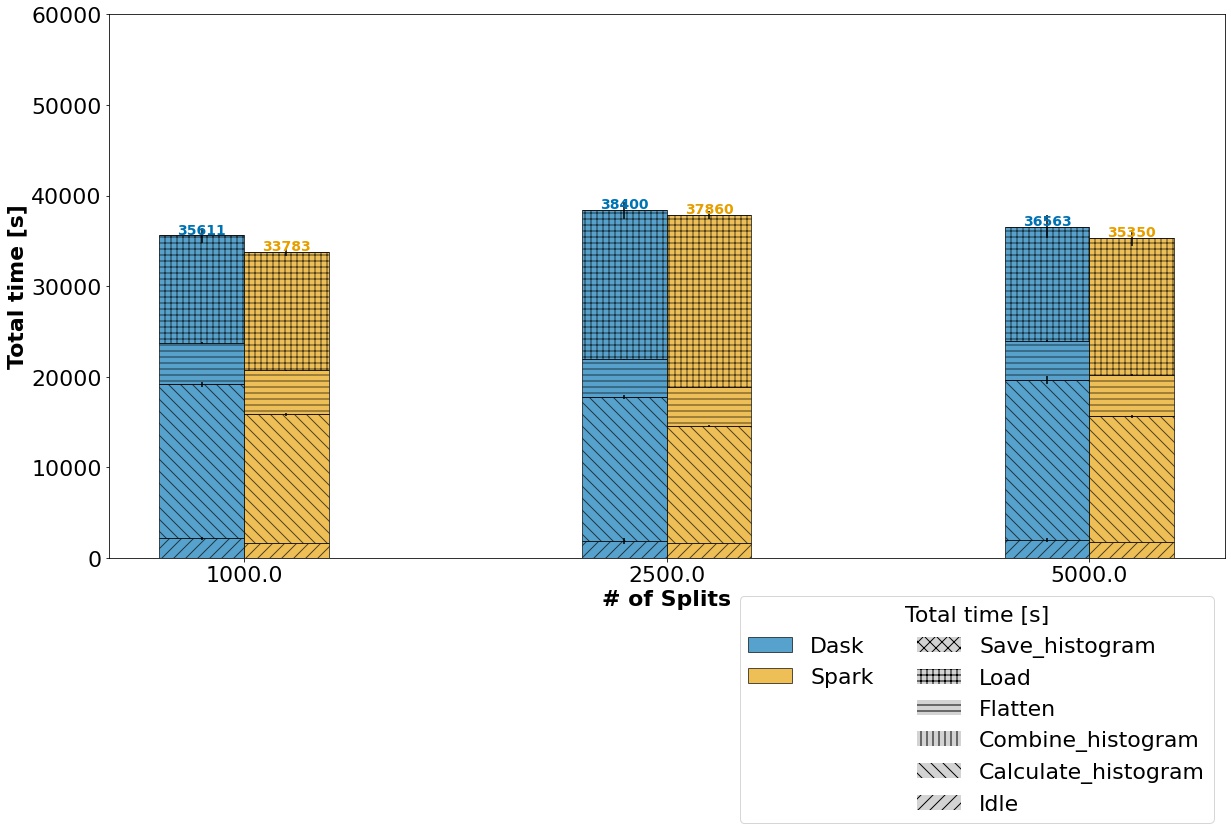 60000
50000
40000
30000
20000
10000
0
Total time [s]
35611
33783
38400
37860
36563
35350
1000.0
2500.0
5000.0
# of Splits
Total time [s]
Dask
Spark
Save_histogram
Load
Flatten
Combine_histogram
Calculate_histogram
Idle